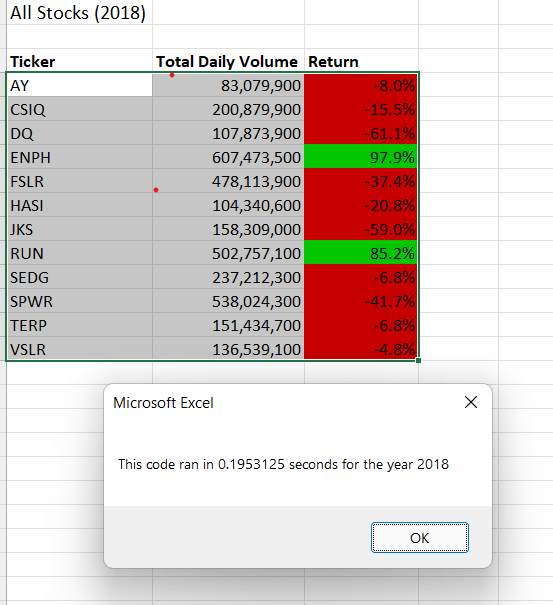 All Stocks (2018)
Ticker Total Daily Volume Return
AY 83,079,900 -8.0%
CSIQ 200,879,900 -15.5%
DQ 107,873,900 -61.1%
ENPH 607,473,500 97.9%
FSLR 478,113,900 -37.4%
HASI 104,340,600 -20.8%
JKS 158,309,000 -59.0%
RUN 502,757,100 85.2%
SEDG 237,212,300 -6.8%
SPWR 538,024,300 -41.7%
TERP 151,434,700 -6.8%
VSLR 136,539,100 -4.8%
Microsoft Excel
This code ran in 0.1953125 seconds for the year 2018
OK